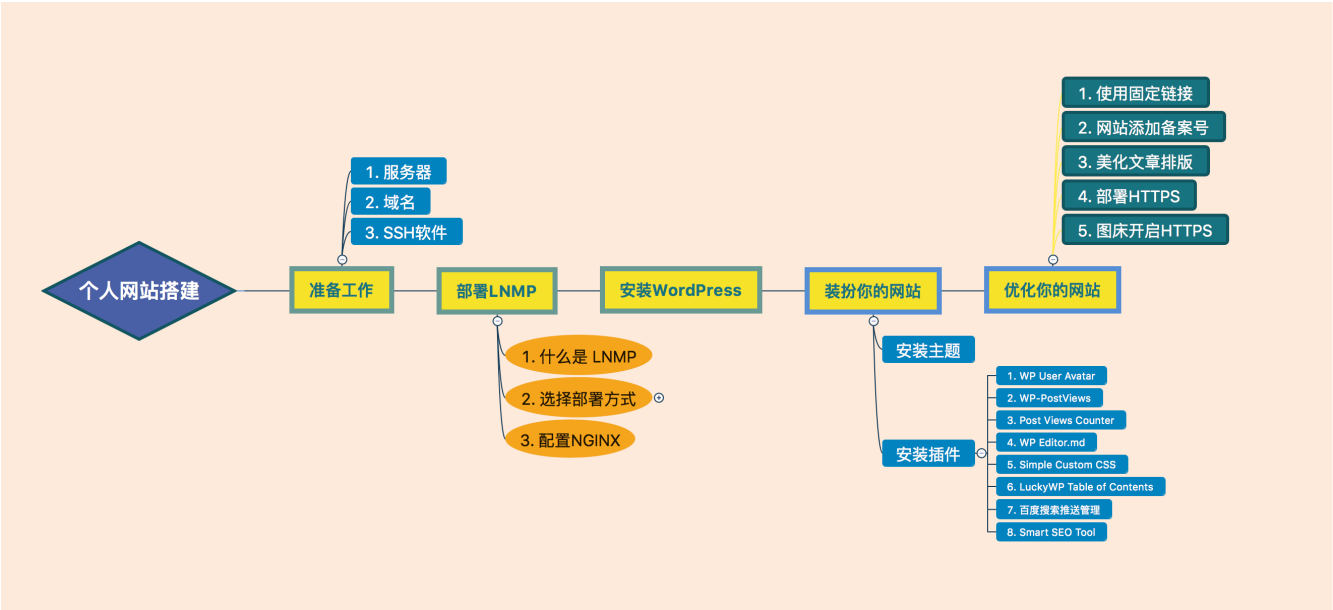 个人网站搭建
准备工作
1. 服务器
2. 域名
3. SSH软件
部署LNMP
1. 什么是 LNMP
2. 选择部署方式
3. 配置NGINX
安装WordPress
装扮你的网站
安装主题
安装插件
1. WP User Avatar
2. WP-PostViews
3. Post Views Counter
4. WP Editor.md
5. Simple Custom CSS
6. LuckyWP Table of Contents
7. 百度搜索推送管理
8. Smart SEO Tool
优化你的网站
1. 使用固定链接
2. 网站添加备案号
3. 美化文章排版
4. 部署HTTPS
5. 图床开启HTTPS